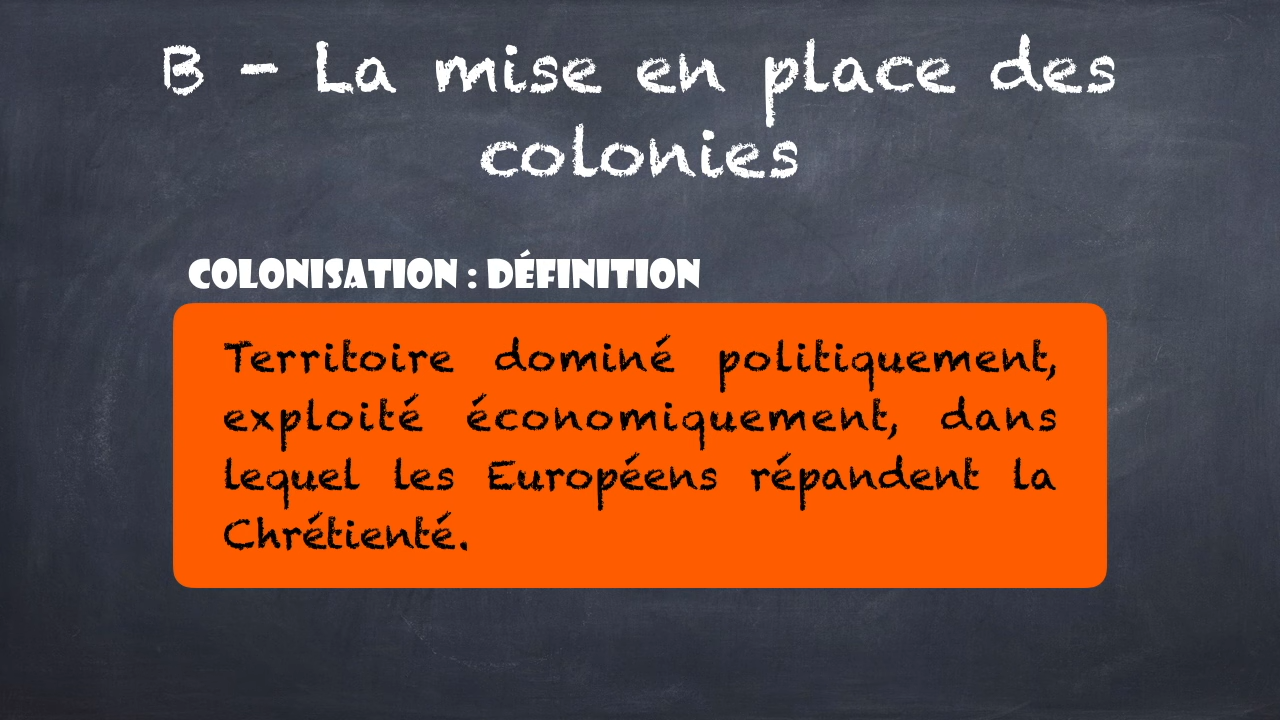 B - La mise en place des
colonies
COLONISATION : DÉFINITION
Territoire dominé politiquement,
exploité économiquement, dans
lequel les Européens répandent la
Chrétienté.